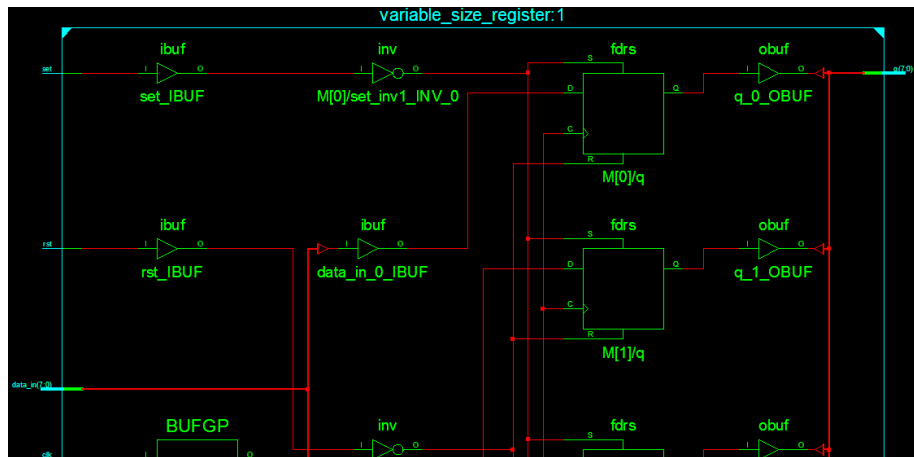 variable_size_register:1
ibuf
inv
fdrs
obuf
set
I
O
I
O
S
D
Q
C
R
I
O
q(7:0)
set_IBUF
M[0]/set_inv1_INV_0
q_0_OBUF
M[0]/q
ibuf
ibuf
fdrs
obuf
rst
I
O
I
O
S
D
Q
C
R
I
O
rst_IBUF
data_in_0_IBUF
q_1_OBUF
M[1]/q
data_in(7:0)
BUFGP
inv
fdrs
obuf
clk
I
O
I
O
S
I
O